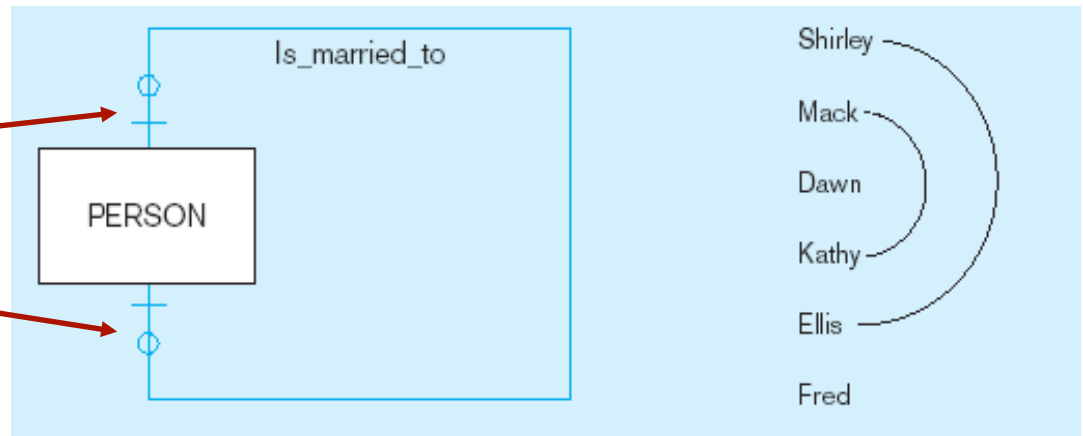 Is_married_to
PERSON
Shirley
Mack
Dawn
Kathy
Ellis
Fred